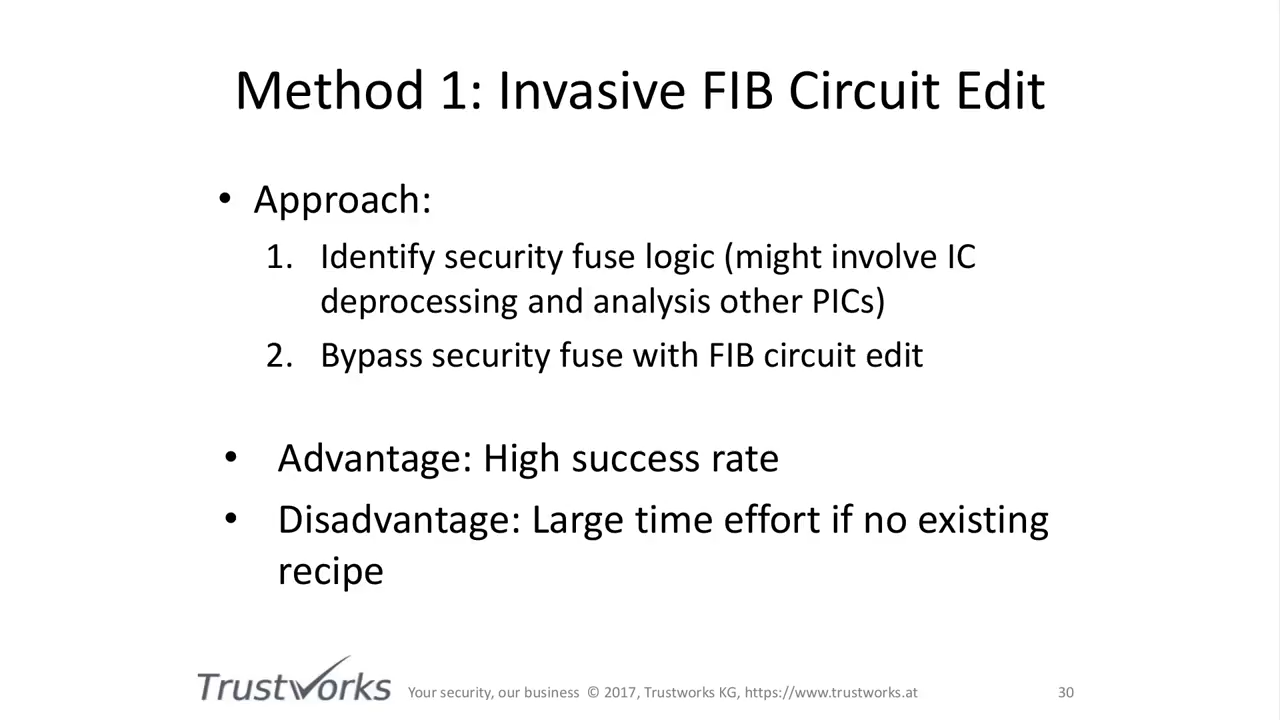 Method 1: Invasive FIB Circuit Edit
• Approach:
1. Identify security fuse logic (might involve IC
deprocessing and analysis other PICs)
2. Bypass security fuse with FIB circuit edit
• Advantage: High success rate
• Disadvantage: Large time effort if no existing
recipe
Trustworks Your security, our business © 2017, Trustworks KG, https://www.trustworks.at 30